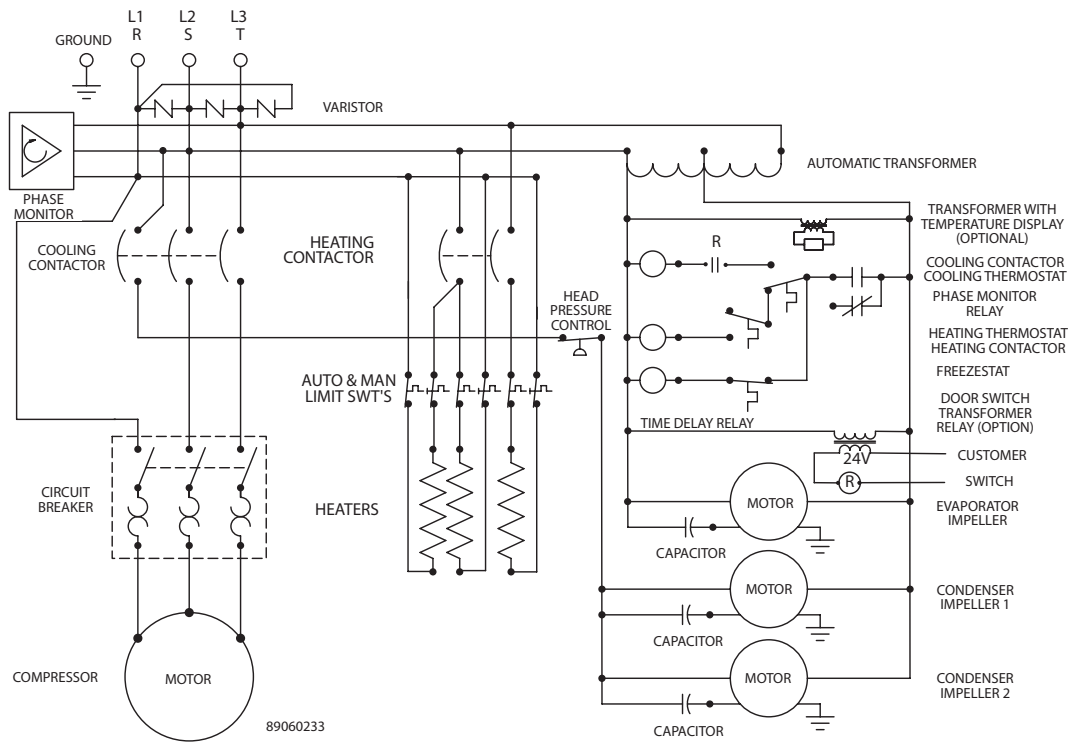 L1
R
L2
S
L3
T
GROUND
VARISTOR
PHASE
MONITOR
AUTOMATIC TRANSFORMER
COOLING
CONTACTOR
HEATING
CONTACTOR
TRANSFORMER WITH
TEMPERATURE DISPLAY
(OPTIONAL)
R
COOLING CONTACTOR
COOLING THERMOSTAT
PHASE MONITOR
RELAY
HEAD
PRESSURE
CONTROL
HEATING THERMOSTAT
HEATING CONTACTOR
FREEZESTAT
AUTO & MAN
LIMIT SWT'S
TIME DELAY RELAY
DOOR SWITCH
TRANSFORMER
RELAY (OPTION)
24V
CUSTOMER
R
SWITCH
CIRCUIT
BREAKER
HEATERS
MOTOR
EVAPORATOR
IMPELLER
CAPACITOR
MOTOR
CONDENSER
IMPELLER 1
CAPACITOR
COMPRESSOR
MOTOR
MOTOR
CONDENSER
IMPELLER 2
CAPACITOR
89060233